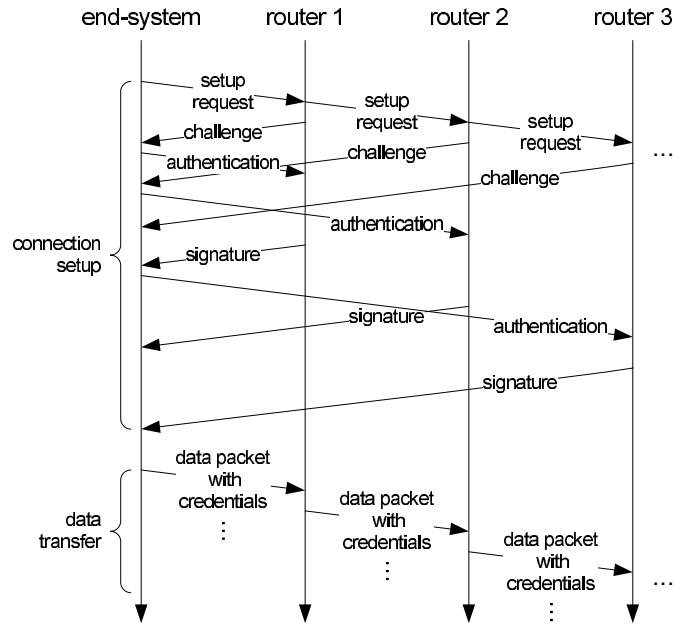 end-system router 1 router 2 router 3
setup
request
setup
request
setup
request
challenge
challenge
authentication
...
challenge
authentication
connection
setup
signature
signature
authentication
signature
data packet
with
credentials
...
data packet
with
credentials
...
data packet
with
credentials
...
data
transfer
...